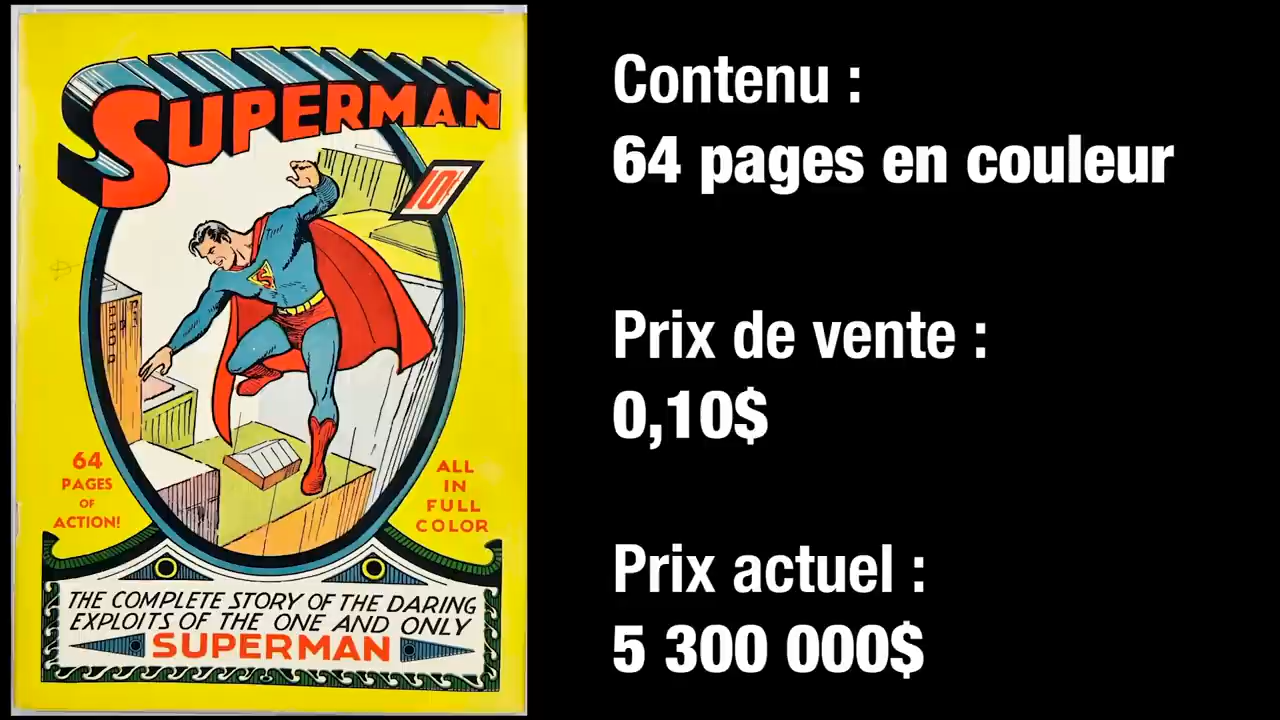 SUPERMAN
10¢
64
PAGES
OF
ACTION!
ALL
IN
FULL
COLOR
THE COMPLETE STORY OF THE DARING
EXPLOITS OF THE ONE AND ONLY
SUPERMAN
Contenu :
64 pages en couleur
Prix de vente :
0,10$
Prix actuel :
5 300 000$